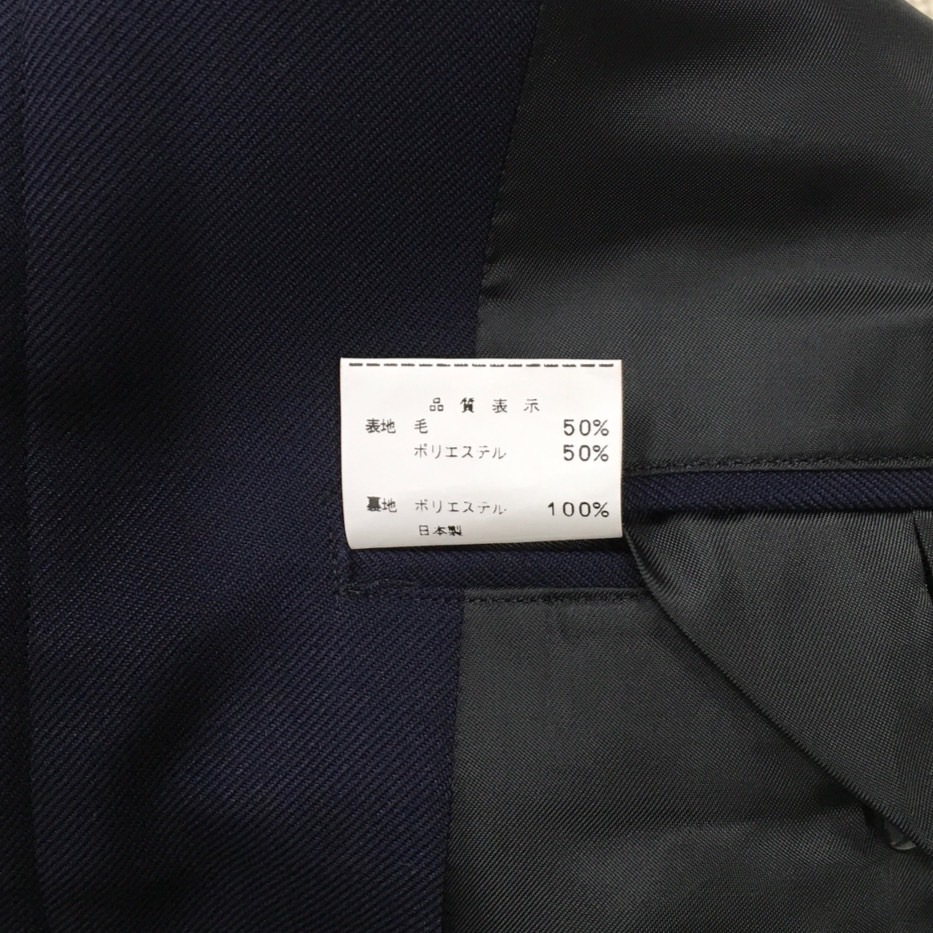 品質表示
表地 毛 50%
ポリエステル 50%
裏地 ポリエステル 100%
日本製